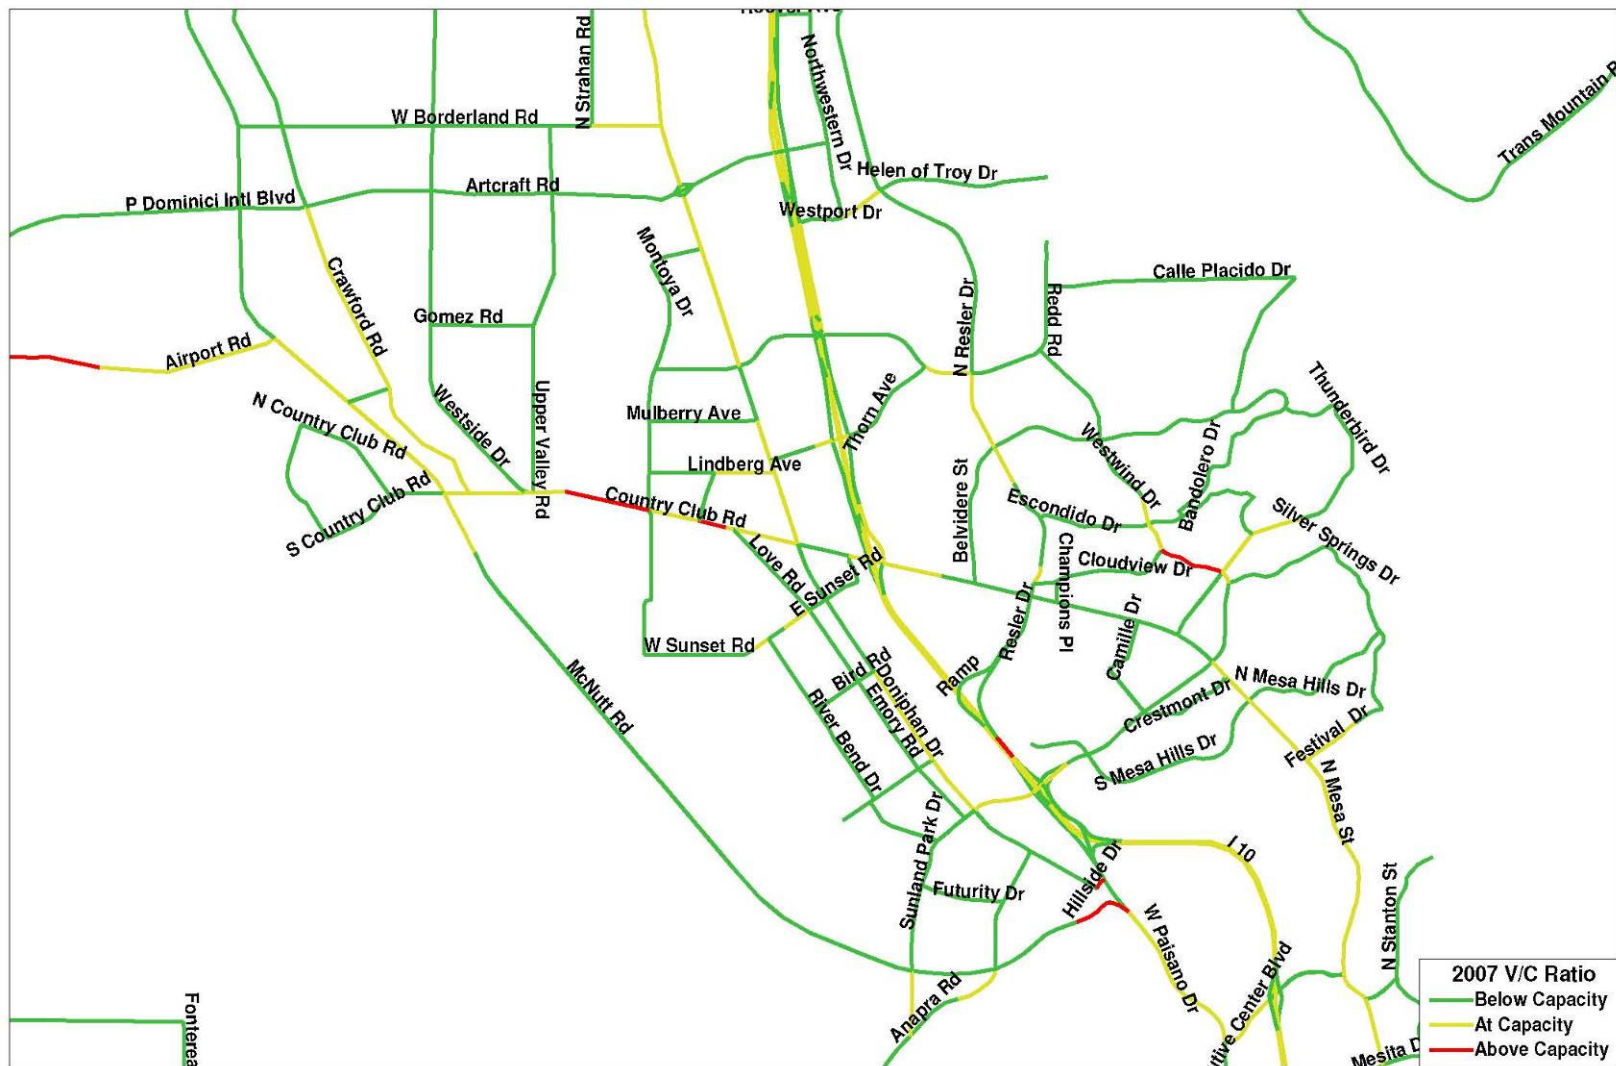 N Strahan Rd
Northwestern Dr
Trans Mountain
W Borderland Rd
Helen of Troy Dr
Artcraft Rd
P Dominici Intl Blvd
Westport Dr
Montoya Dr
Crawford Rd
Calle Placido Dr
N Resler Dr
Redd Rd
Gomez Rd
Airport Rd
Thunderbird Dr
N Country Club Rd
Westside Dr
Upper Valley Rd
Mulberry Ave
Thorn Ave
Lindberg Ave
Westwind Dr
Bandolero Dr
Belvidere St
S Country Club Rd
Country Club Rd
Escondido Dr
Silver Springs Dr
Love Rd
E Sunset Rd
Champions Pl
Cloudview Dr
Resler Dr
Camille Dr
W Sunset Rd
McNutt Rd
Bird Rd
Doniphan Dr
Ramp
N Mesa Hills Dr
River Bend Dr
Emory Rd
Crestmont Dr
Festival Dr
S Mesa Hills Dr
N Mesa St
Sunland Park Dr
I 10
Futurity Dr
Hillside Dr
W Paisano Dr
N Stanton St
Anapra Rd
Center Blvd
Mesita
2007 V/C Ratio
Below Capacity
At Capacity
Above Capacity